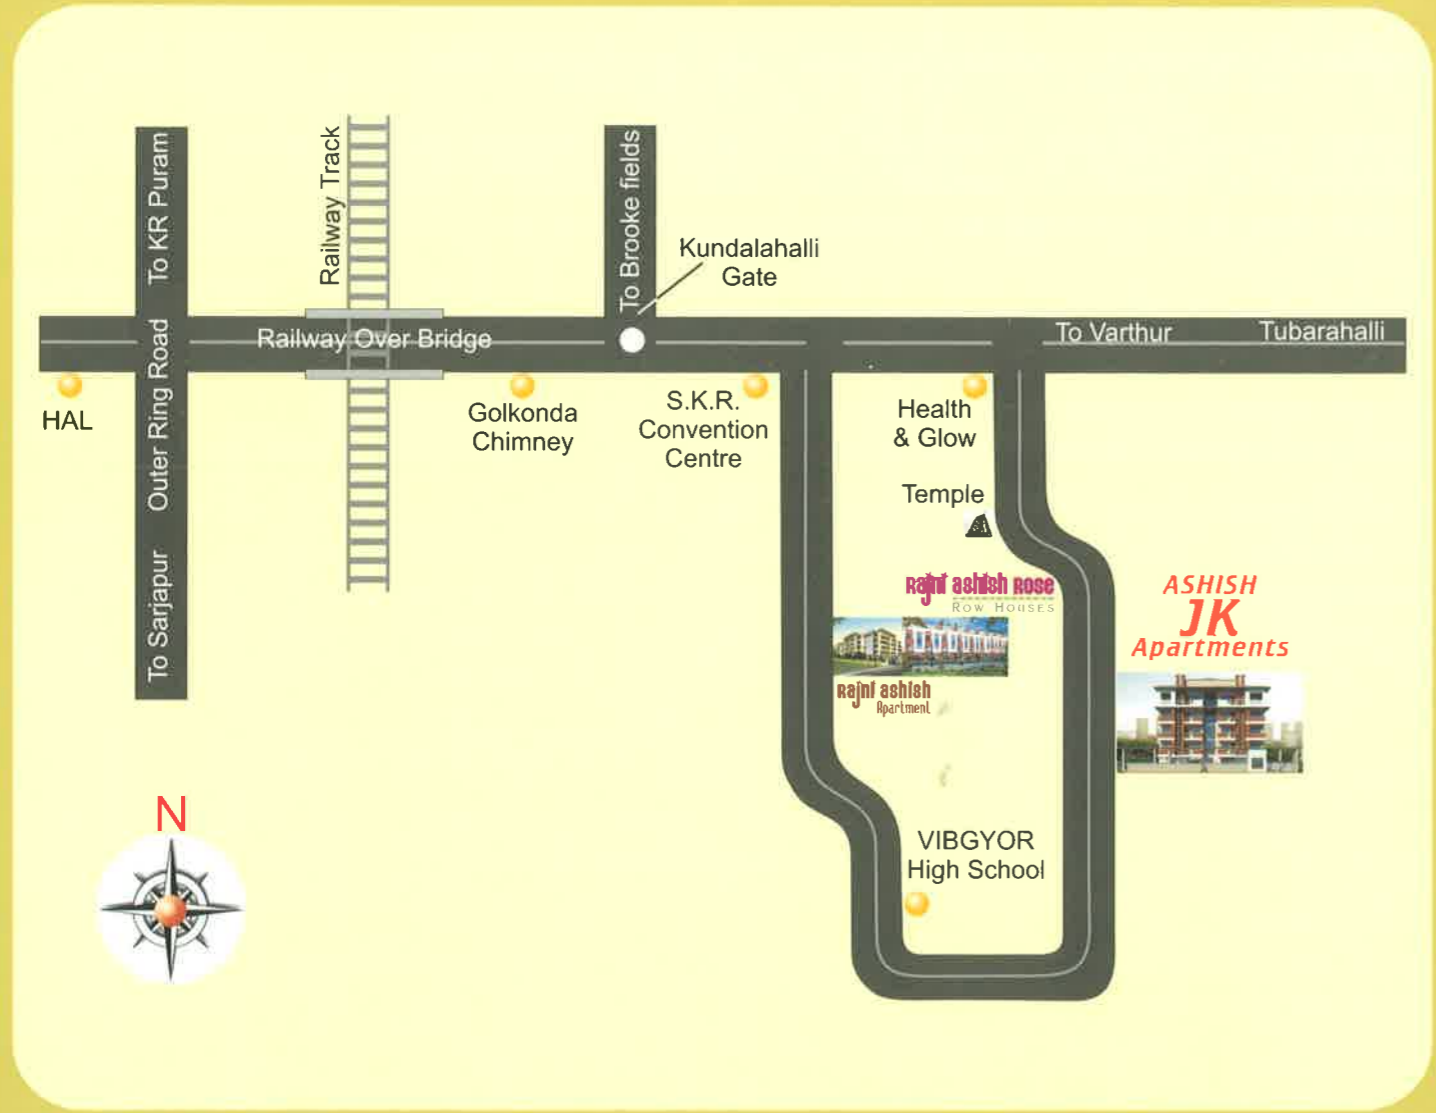 To KR Puram
Outer Ring Road
To Sarjapur
Railway Track
To Brooke fields
Kundalahalli
Gate
Railway Over Bridge
To Varthur
Tubarahalli
HAL
Golkonda
Chimney
S.K.R.
Convention
Centre
Health
& Glow
Temple
Rajni ashish Rose
Row Houses
Rajni ashish
Apartment
ASHISH
JK
Apartments
VIBGYOR
High School
N